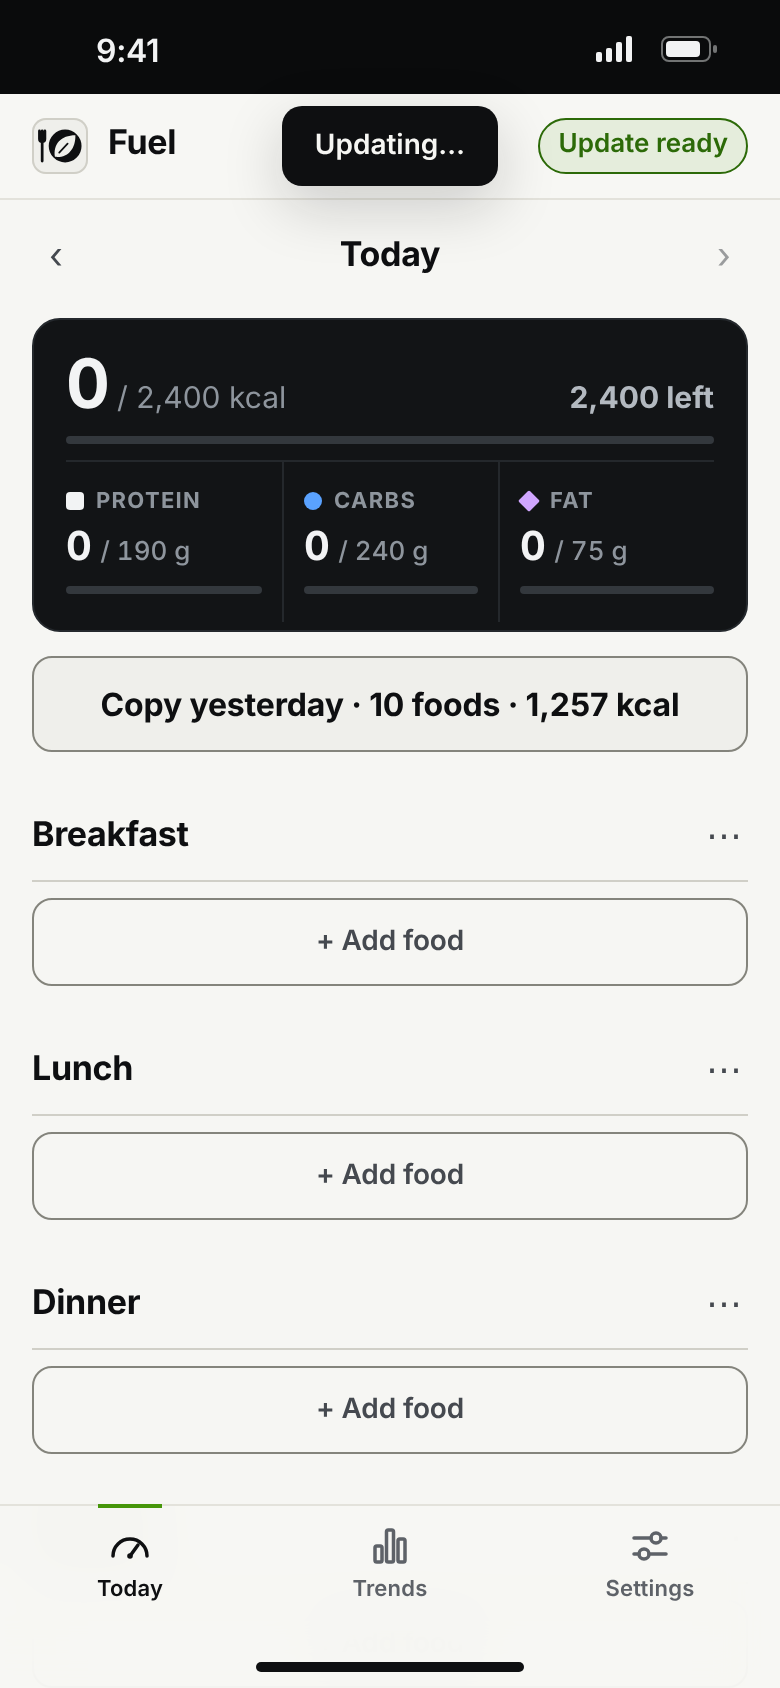 9:41
Fuel
Updating...
Update ready
‹ Today ›
0 / 2,400 kcal 2,400 left
PROTEIN CARBS FAT
0 / 190 g 0 / 240 g 0 / 75 g
Copy yesterday · 10 foods · 1,257 kcal
Breakfast ...
+ Add food
Lunch ...
+ Add food
Dinner ...
+ Add food
Today Trends Settings